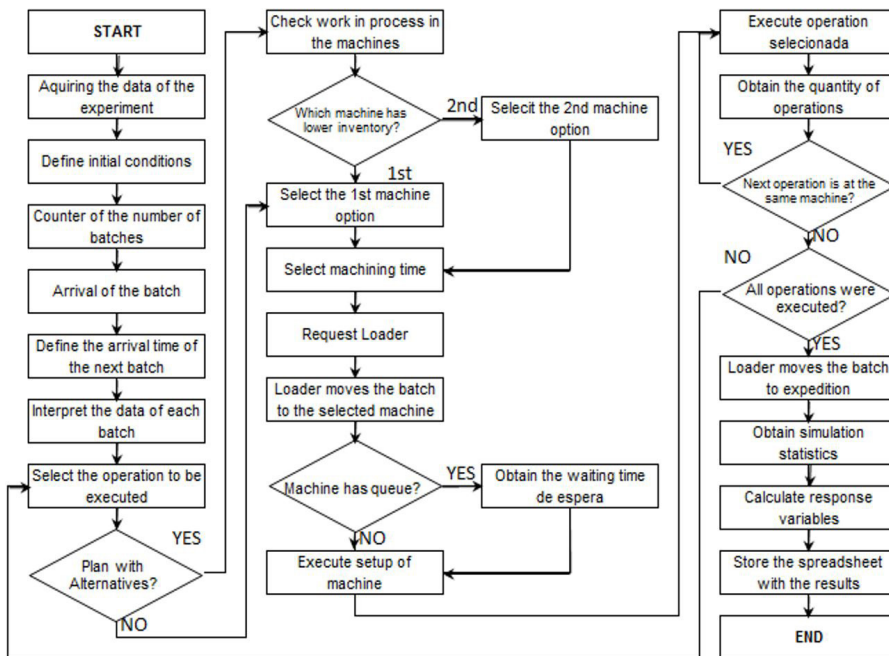 START
Aquiring the data of the
experiment
Define initial conditions
Counter of the number of
batches
Arrival of the batch
Define the arrival time of
the next batch
Interpret the data of each
batch
Select the operation to be
executed
YES
Plan with
Alternatives?
NO
Check work in process in
the machines
Which machine has
lower inventory?
2nd
Selecit the 2nd machine
option
1st
Select the 1st machine
option
Select machining time
Request Loader
Loader moves the batch
to the selected machine
Machine has queue?
YES
Obtain the waiting time
de espera
NO
Execute setup of
machine
Execute operation
selecionada
Obtain the quantity of
operations
YES
Next operation is at the
same machine?
NO
NO
All operations were
executed?
YES
Loader moves the batch
to expedition
Obtain simulation
statistics
Calculate response
variables
Store the spreadsheet
with the results
END